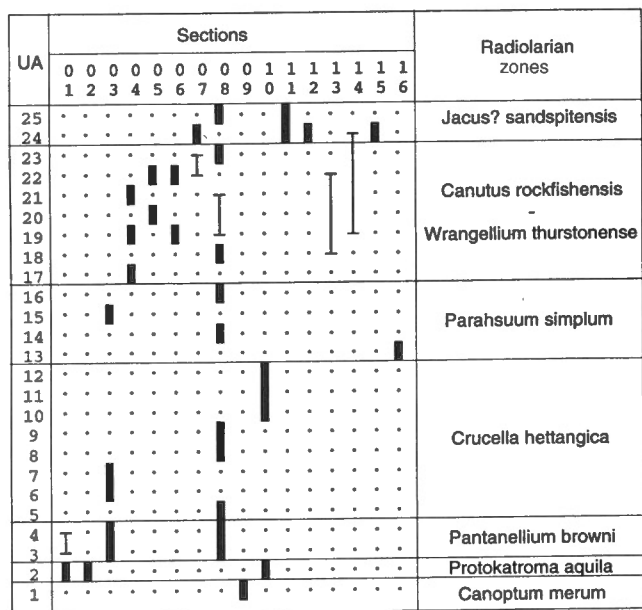 UA
Sections
Radiolarian
zones
0 0 0 0 0 0 0 0 0 1 1 1 1 1 1 1
1 2 3 4 5 6 7 8 9 0 1 2 3 4 5 6
25
Jacus? sandspitensis
24
23
22
21
Canutus rockfishensis
-
20
Wrangellium thurstonense
19
18
17
16
15
Parahsuum simplum
14
13
12
11
10
9
Crucella hettangica
8
7
6
5
4
Pantanellium browni
3
2
Protokatroma aquila
1
Canoptum merum